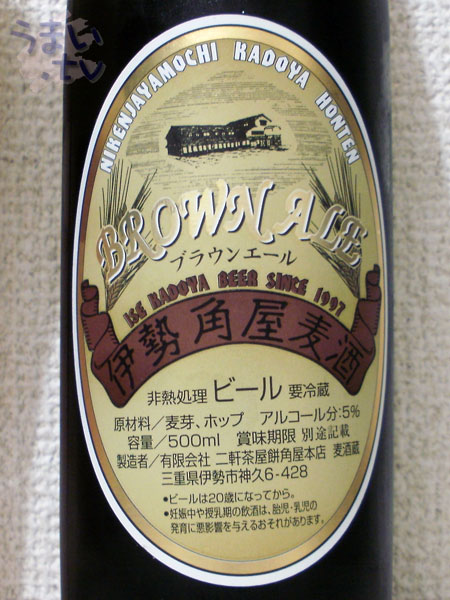 うまい.らし
NIKENJAYAMOCHI KADOYA HONTEN
BROWN ALE
ブラウンエール
ISE KADOYA BEER SINCE 1997
伊勢角屋麦酒
非熱処理 ビール 要冷蔵
原材料／麦芽、ホップ アルコール分:5%
容量／500ml 賞味期限 別途記載
製造者／有限会社 二軒茶屋餅角屋本店 麦酒蔵
三重県伊勢市神久6-428
●ビールは20歳になってから。
●妊娠中や授乳期の飲酒は、胎児・乳児の
発育に悪影響を与えるおそれがあります。